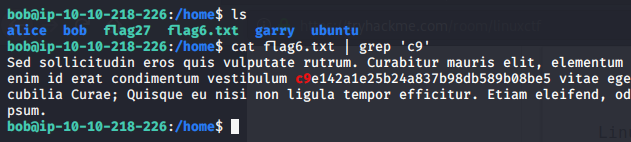 bob@ip-10-10-218-226:/home$ ls
alice bob flag27 flag6.txt garry ubuntu
bob@ip-10-10-218-226:/home$ cat flag6.txt | grep 'c9'
Sed sollicitudin eros quis vulputate rutrum. Curabitur mauris elit, elementum
enim id erat condimentum vestibulum c9e142a1e25b24a837b98db589b08be5 vitae ege
cubilia Curae; Quisque eu nisi non ligula tempor efficitur. Etiam eleifend, od
psum.
bob@ip-10-10-218-226:/home$